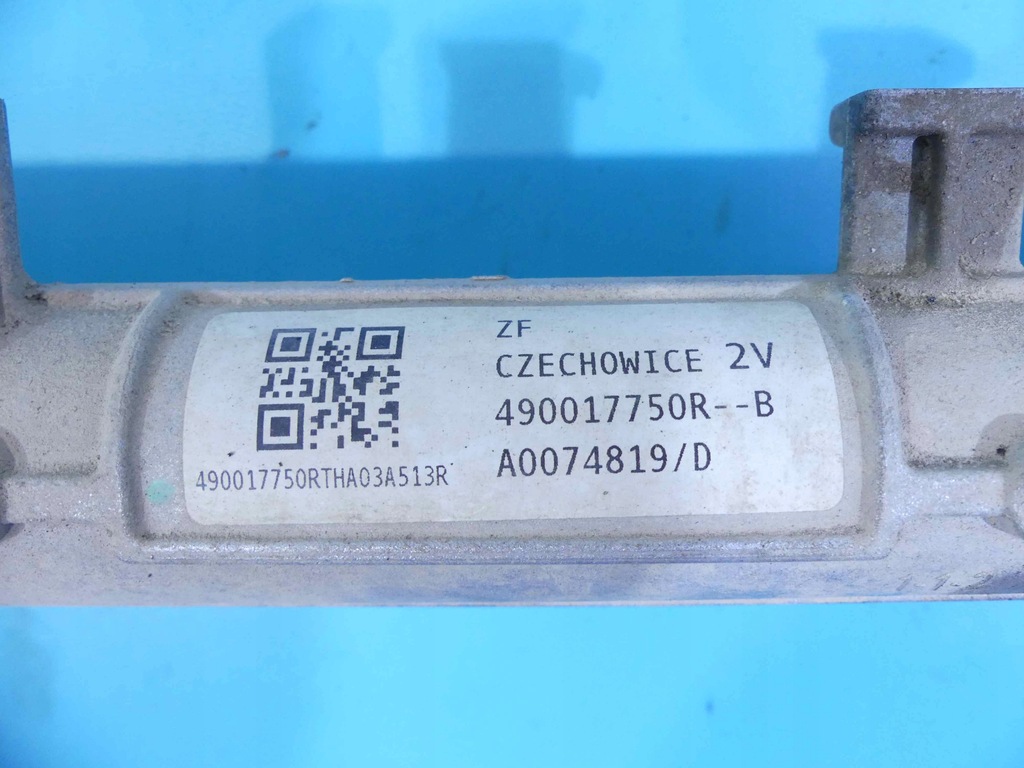 ZF
CZECHOWICE 2V
490017750R--B
A0074819/D
490017750RTHA03A513R